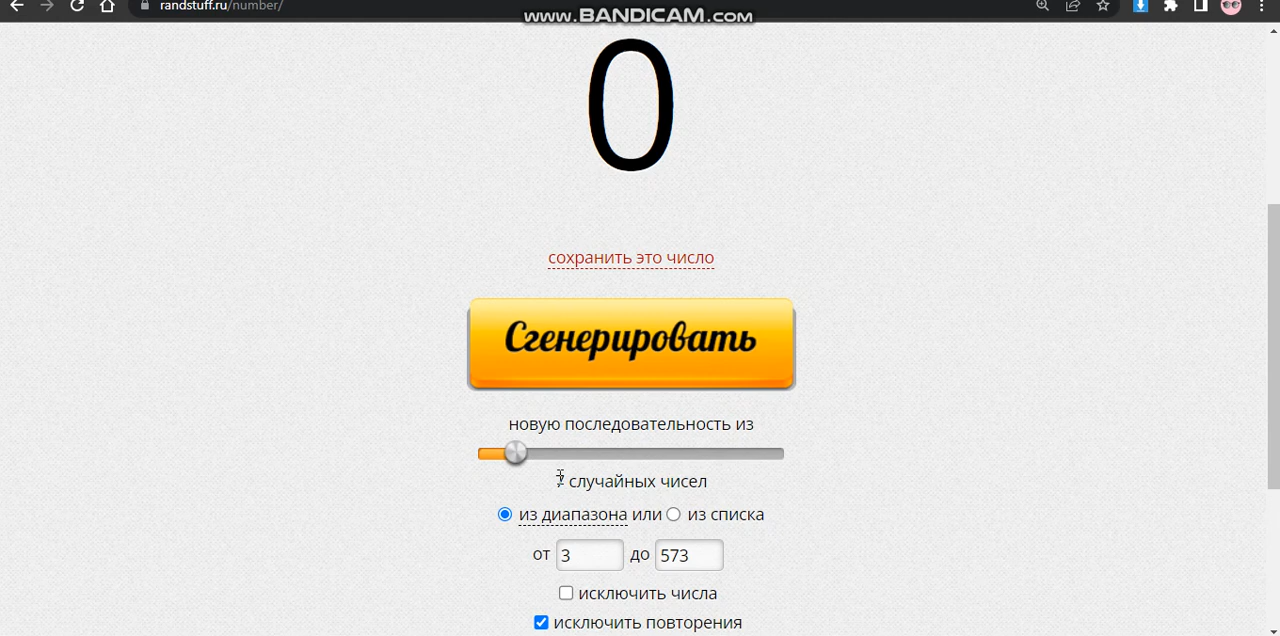 randstuff.ru/number/
www.BANDICAM.com
0
сохранить это число
Сгенерировать
новую последовательность из
случайных чисел
из диапазона или из списка
от 3 до 573
исключить числа
исключить повторения